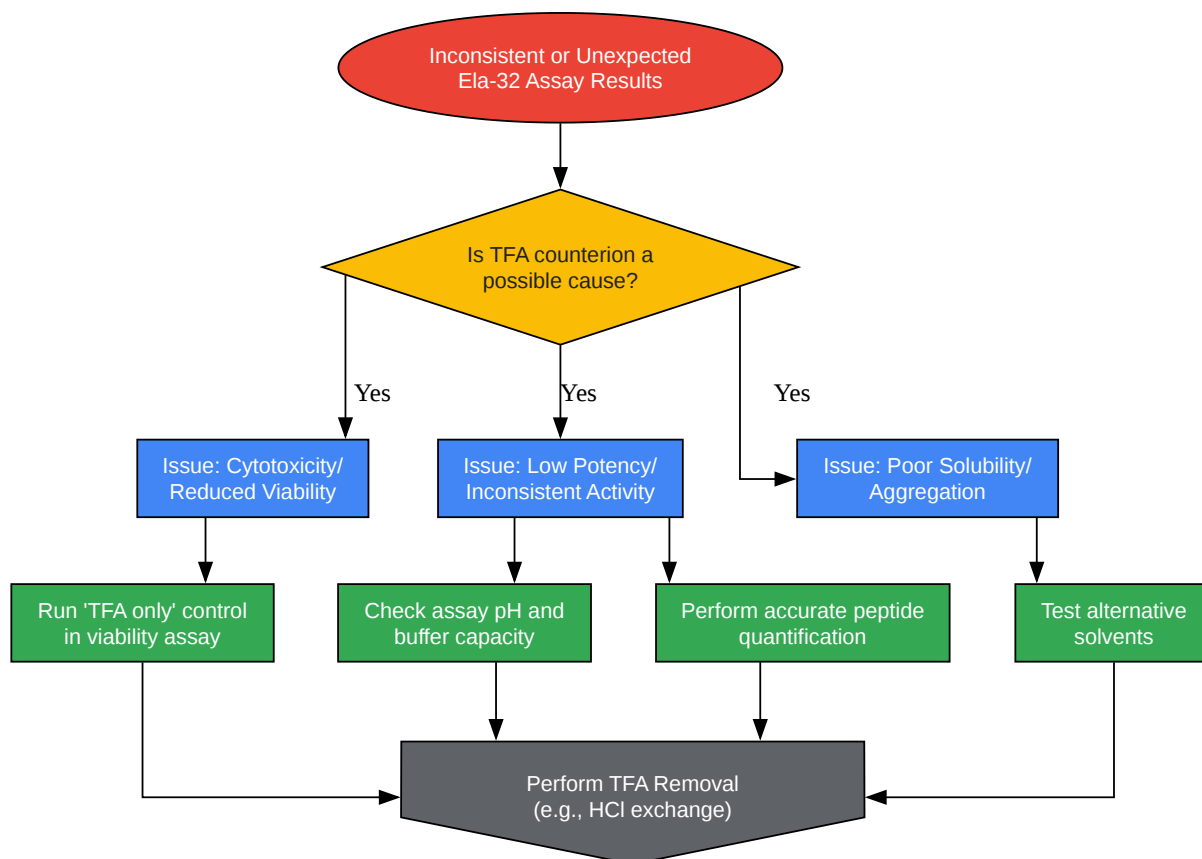 Inconsistent or Unexpected
Ela-32 Assay Results
Is TFA counterion a
possible cause?
Yes
Yes
Yes
Issue: Cytotoxicity/
Reduced Viability
Issue: Low Potency/
Inconsistent Activity
Issue: Poor Solubility/
Aggregation
Run 'TFA only' control
in viability assay
Check assay pH and
buffer capacity
Perform accurate peptide
quantification
Test alternative
solvents
Perform TFA Removal
(e.g., HCl exchange)